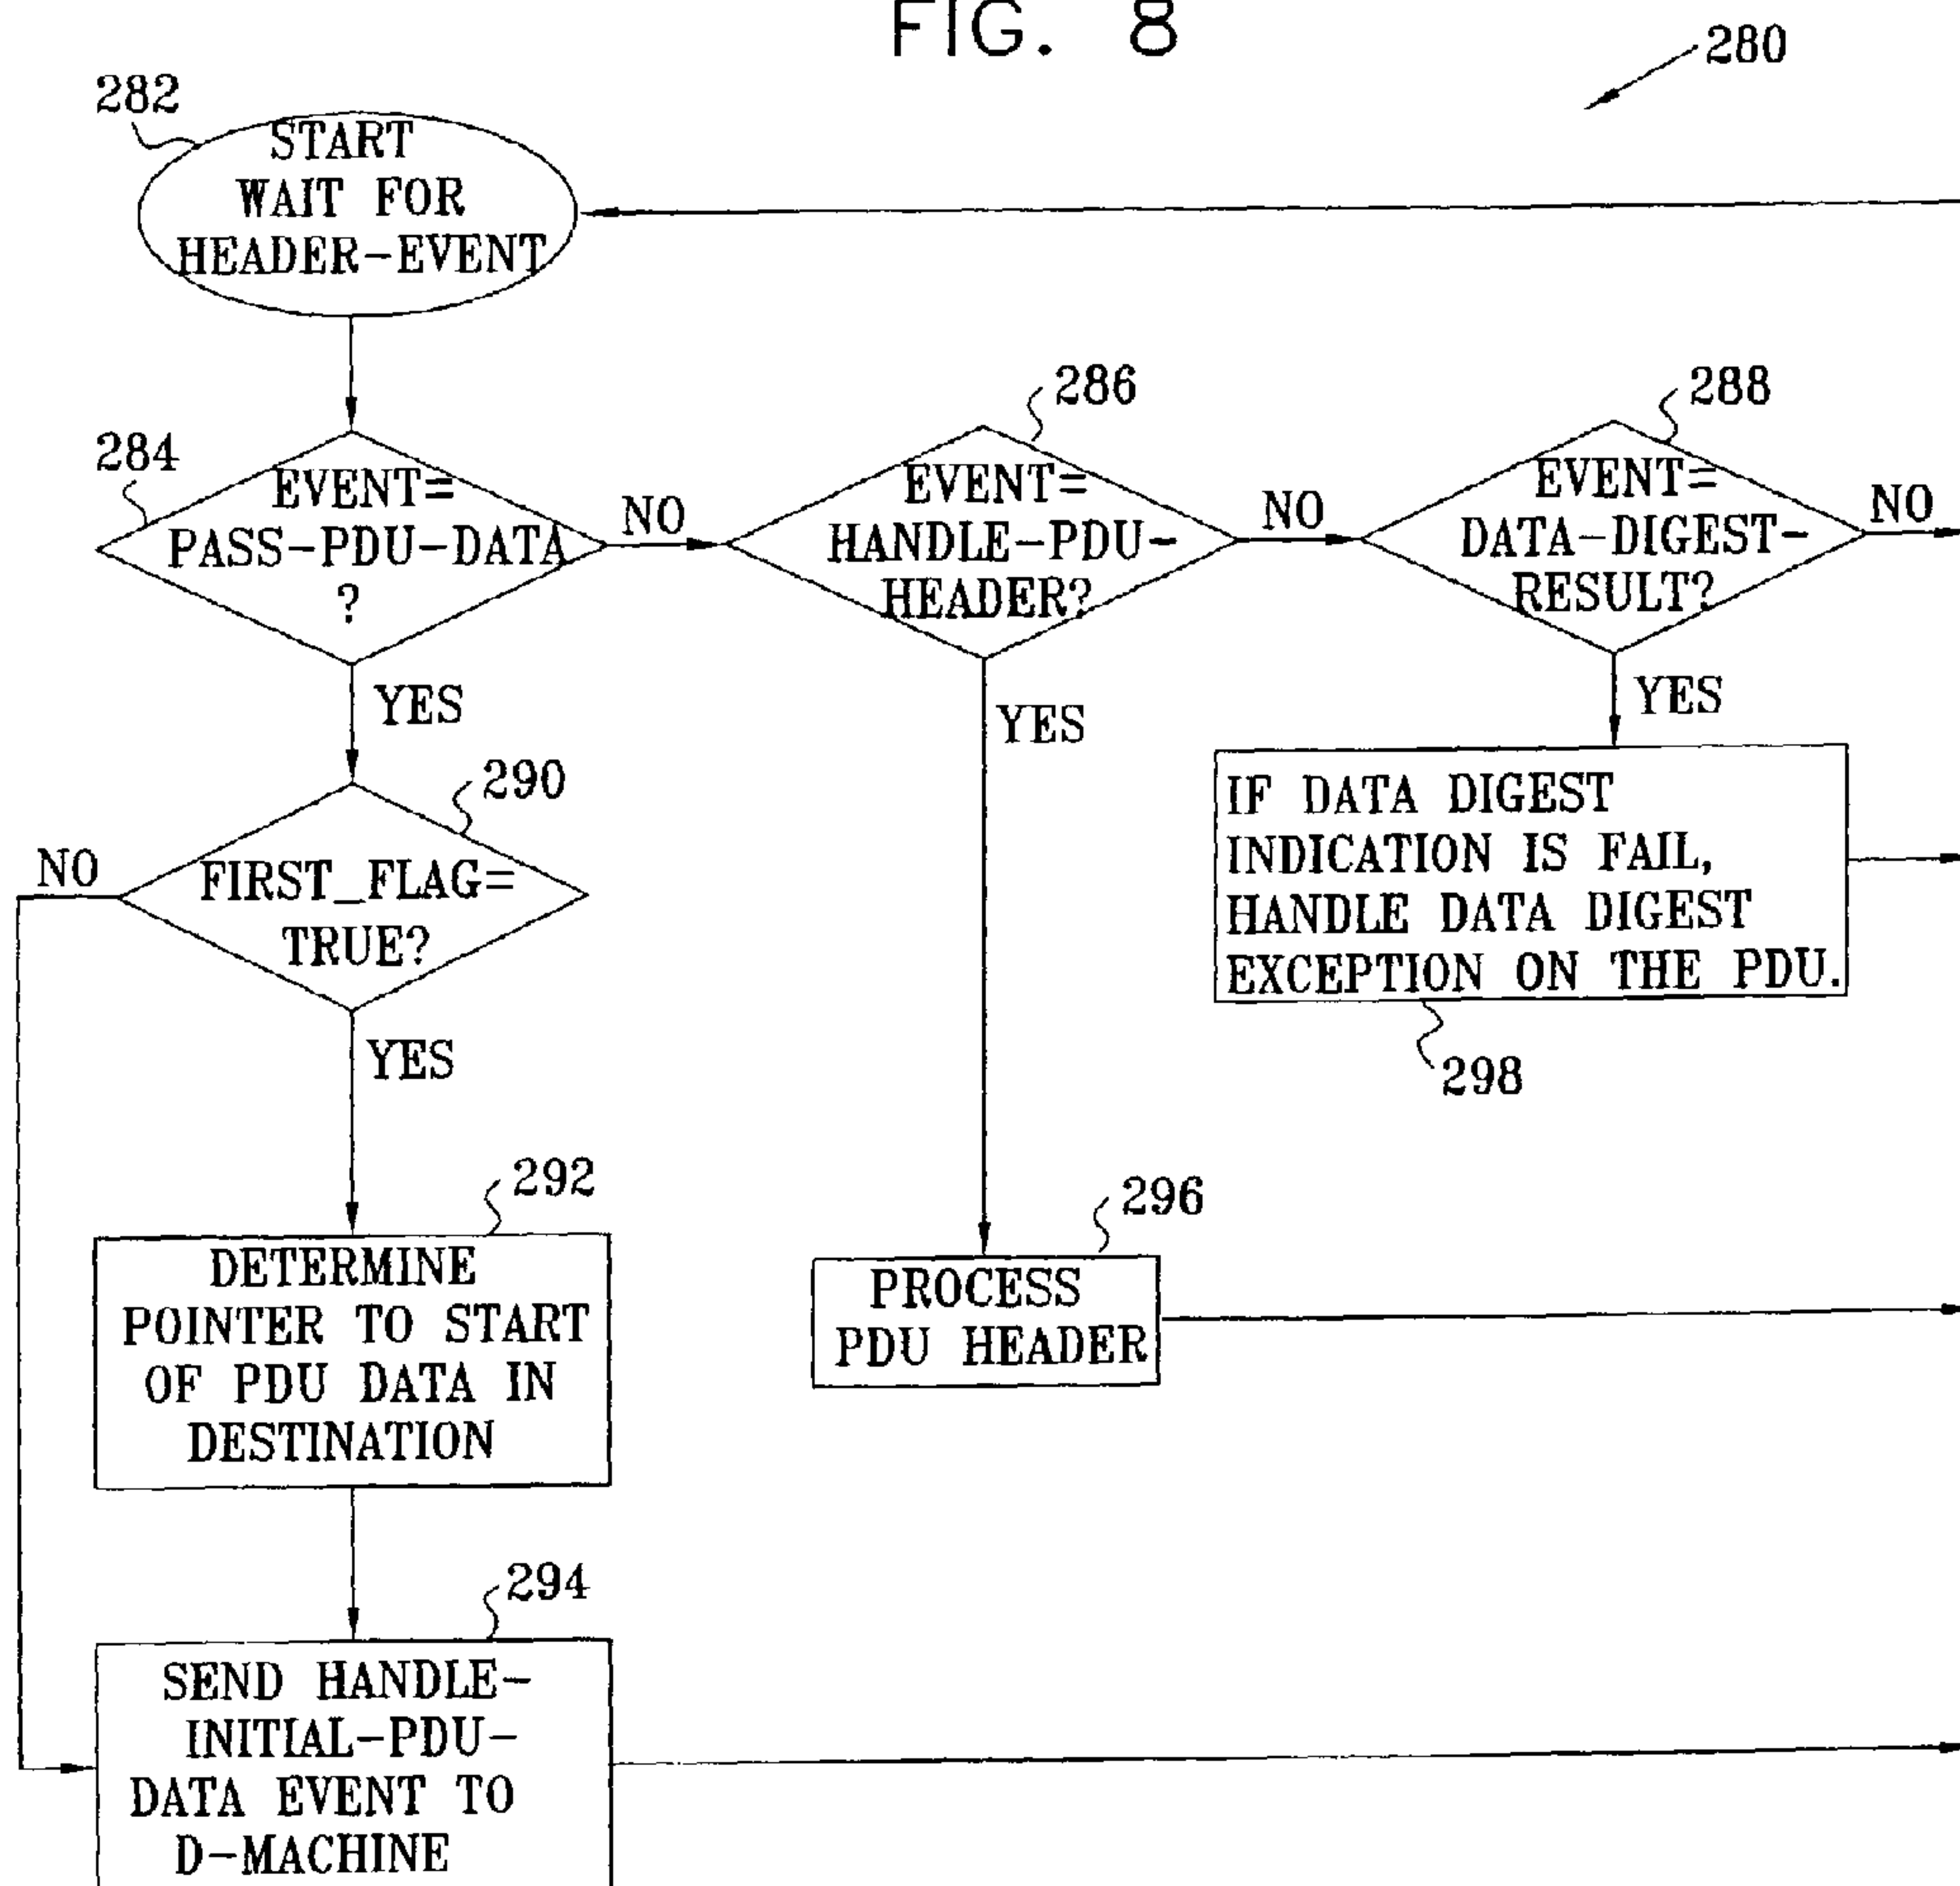 FIG. 8
280
282
START
WAIT FOR
HEADER-EVENT
284
EVENT=
PASS-PDU-DATA
?
NO
286
EVENT=
HANDLE-PDU-
HEADER?
NO
288
EVENT=
DATA-DIGEST-
RESULT?
NO
YES
YES
YES
290
FIRST_FLAG=
TRUE?
NO
YES
IF DATA DIGEST
INDICATION IS FAIL,
HANDLE DATA DIGEST
EXCEPTION ON THE PDU.
298
292
DETERMINE
POINTER TO START
OF PDU DATA IN
DESTINATION
296
PROCESS
PDU HEADER
294
SEND HANDLE-
INITIAL-PDU-
DATA EVENT TO
D-MACHINE